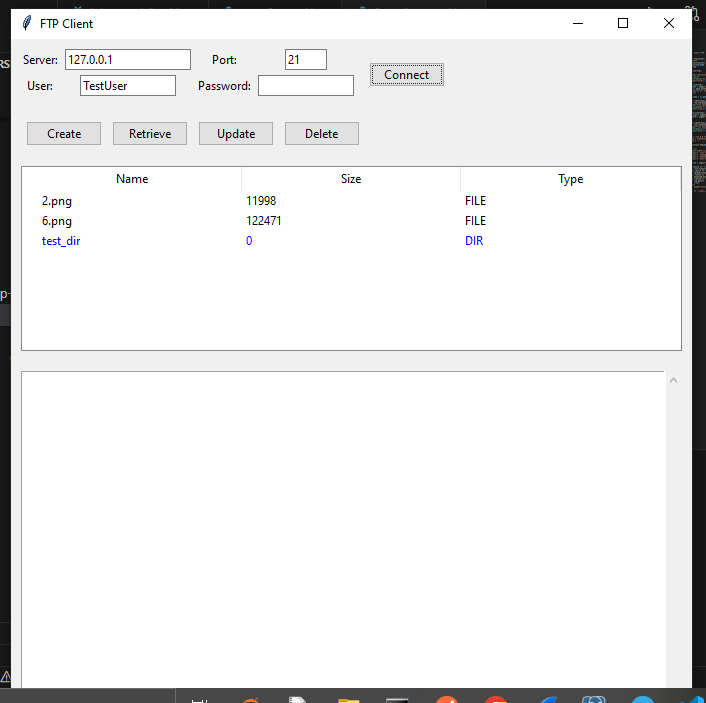 FTP Client
Server: 127.0.0.1 Port: 21
Connect
User: TestUser Password:
Create Retrieve Update Delete
Name Size Type
2.png 11998 FILE
6.png 122471 FILE
test_dir 0 DIR